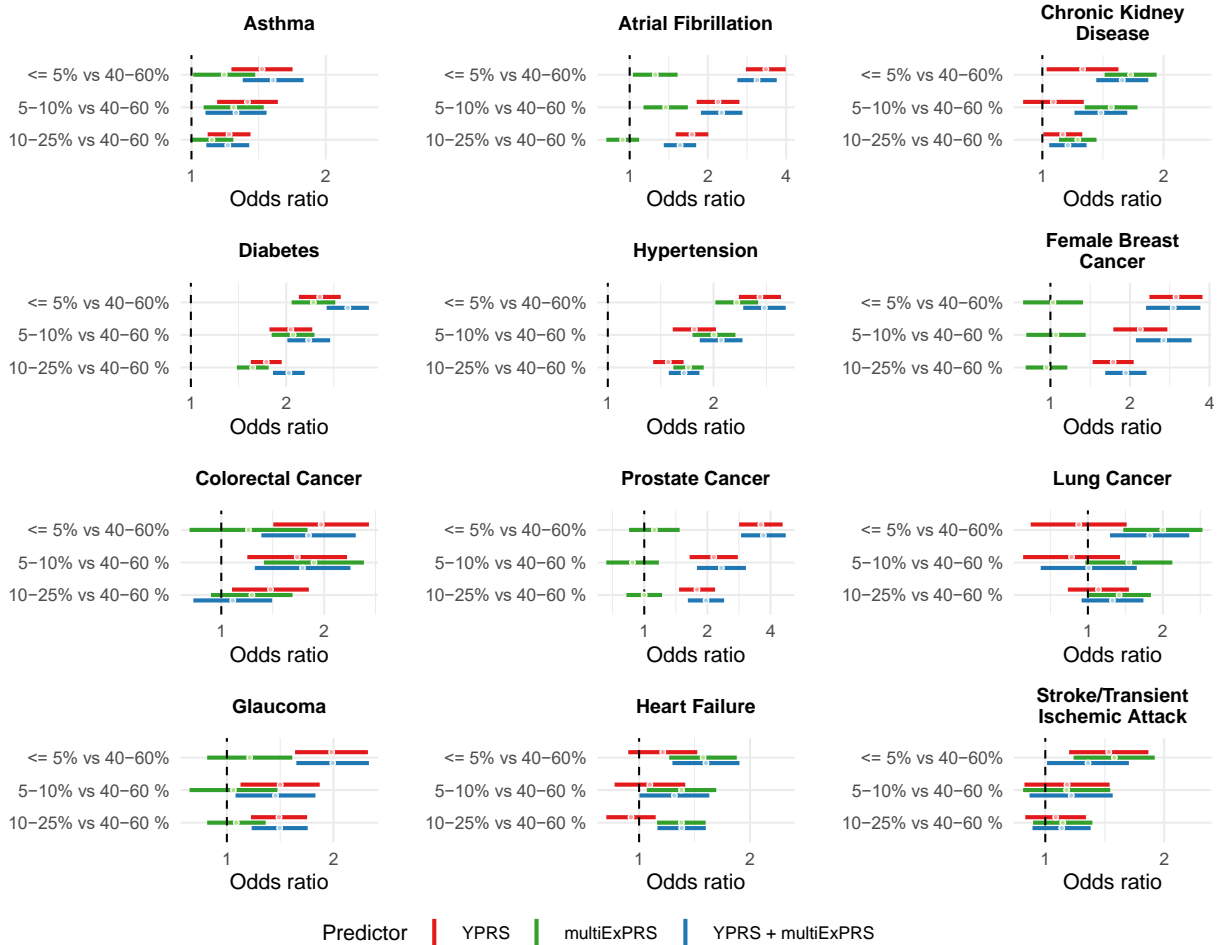 Asthma
<= 5% vs 40−60%
5−10% vs 40−60 %
10−25% vs 40−60 %
1 2
Odds ratio
Atrial Fibrillation
<= 5% vs 40−60%
5−10% vs 40−60 %
10−25% vs 40−60 %
1 2 4
Odds ratio
Chronic Kidney
Disease
<= 5% vs 40−60%
5−10% vs 40−60 %
10−25% vs 40−60 %
1 2
Odds ratio
Diabetes
<= 5% vs 40−60%
5−10% vs 40−60 %
10−25% vs 40−60 %
1 2
Odds ratio
Hypertension
<= 5% vs 40−60%
5−10% vs 40−60 %
10−25% vs 40−60 %
1 2
Odds ratio
Female Breast
Cancer
<= 5% vs 40−60%
5−10% vs 40−60 %
10−25% vs 40−60 %
1 2 4
Odds ratio
Colorectal Cancer
<= 5% vs 40−60%
5−10% vs 40−60 %
10−25% vs 40−60 %
1 2
Odds ratio
Prostate Cancer
<= 5% vs 40−60%
5−10% vs 40−60 %
10−25% vs 40−60 %
1 2 4
Odds ratio
Lung Cancer
<= 5% vs 40−60%
5−10% vs 40−60 %
10−25% vs 40−60 %
1 2
Odds ratio
Glaucoma
<= 5% vs 40−60%
5−10% vs 40−60 %
10−25% vs 40−60 %
1 2
Odds ratio
Heart Failure
<= 5% vs 40−60%
5−10% vs 40−60 %
10−25% vs 40−60 %
1 2
Odds ratio
Stroke/Transient
Ischemic Attack
<= 5% vs 40−60%
5−10% vs 40−60 %
10−25% vs 40−60 %
1 2
Odds ratio
Predictor YPRS multiExPRS YPRS + multiExPRS